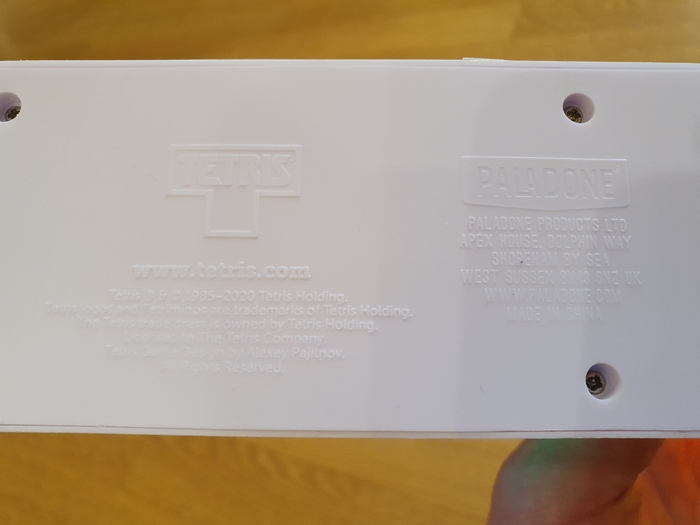 TETRIS
www.tetris.com
Tetris ® & © 1985~2020 Tetris Holding.
Tetris logos and Tetriminos are trademarks of Tetris Holding.
The Tetris trade dress is owned by Tetris Holding.
Licensed to The Tetris Company.
Tetris Game Design by Alexey Pajitnov.
All Rights Reserved.
PALADONE
PALADONE PRODUCTS LTD
APEX HOUSE, DOLPHIN WAY
SHOREHAM BY SEA
WEST SUSSEX BN43 6NZ UK
WWW.PALADONE.COM
MADE IN CHINA